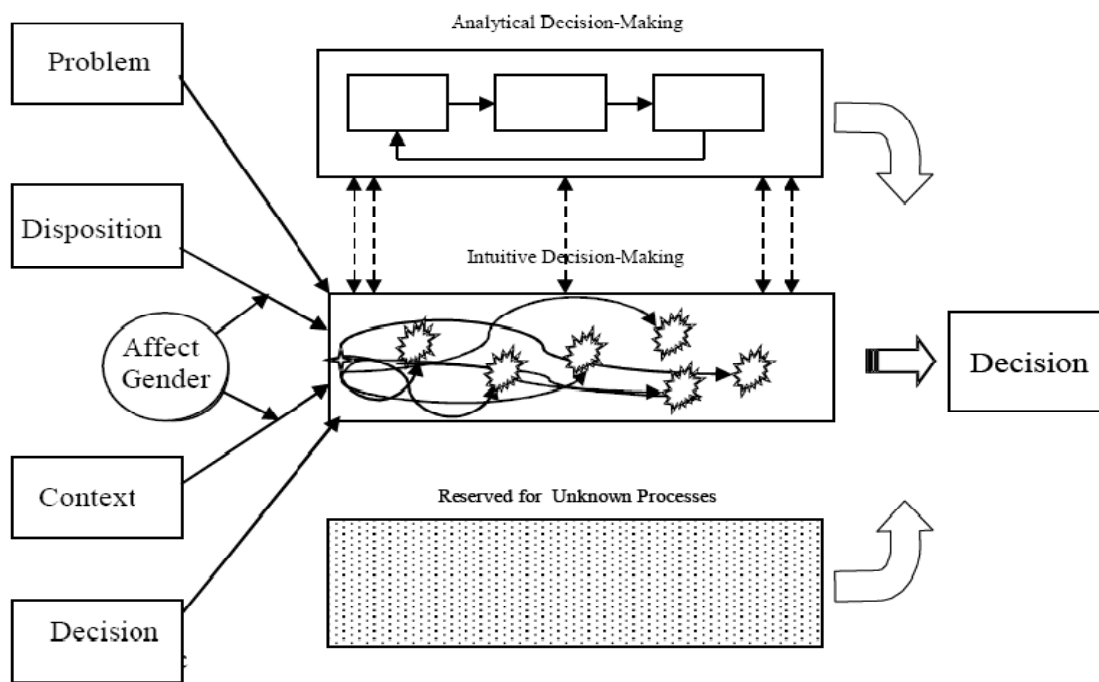 Analytical Decision-Making
Problem
Disposition
Intuitive Decision-Making
Affect
Gender
Decision
Context
Reserved for Unknown Processes
Decision